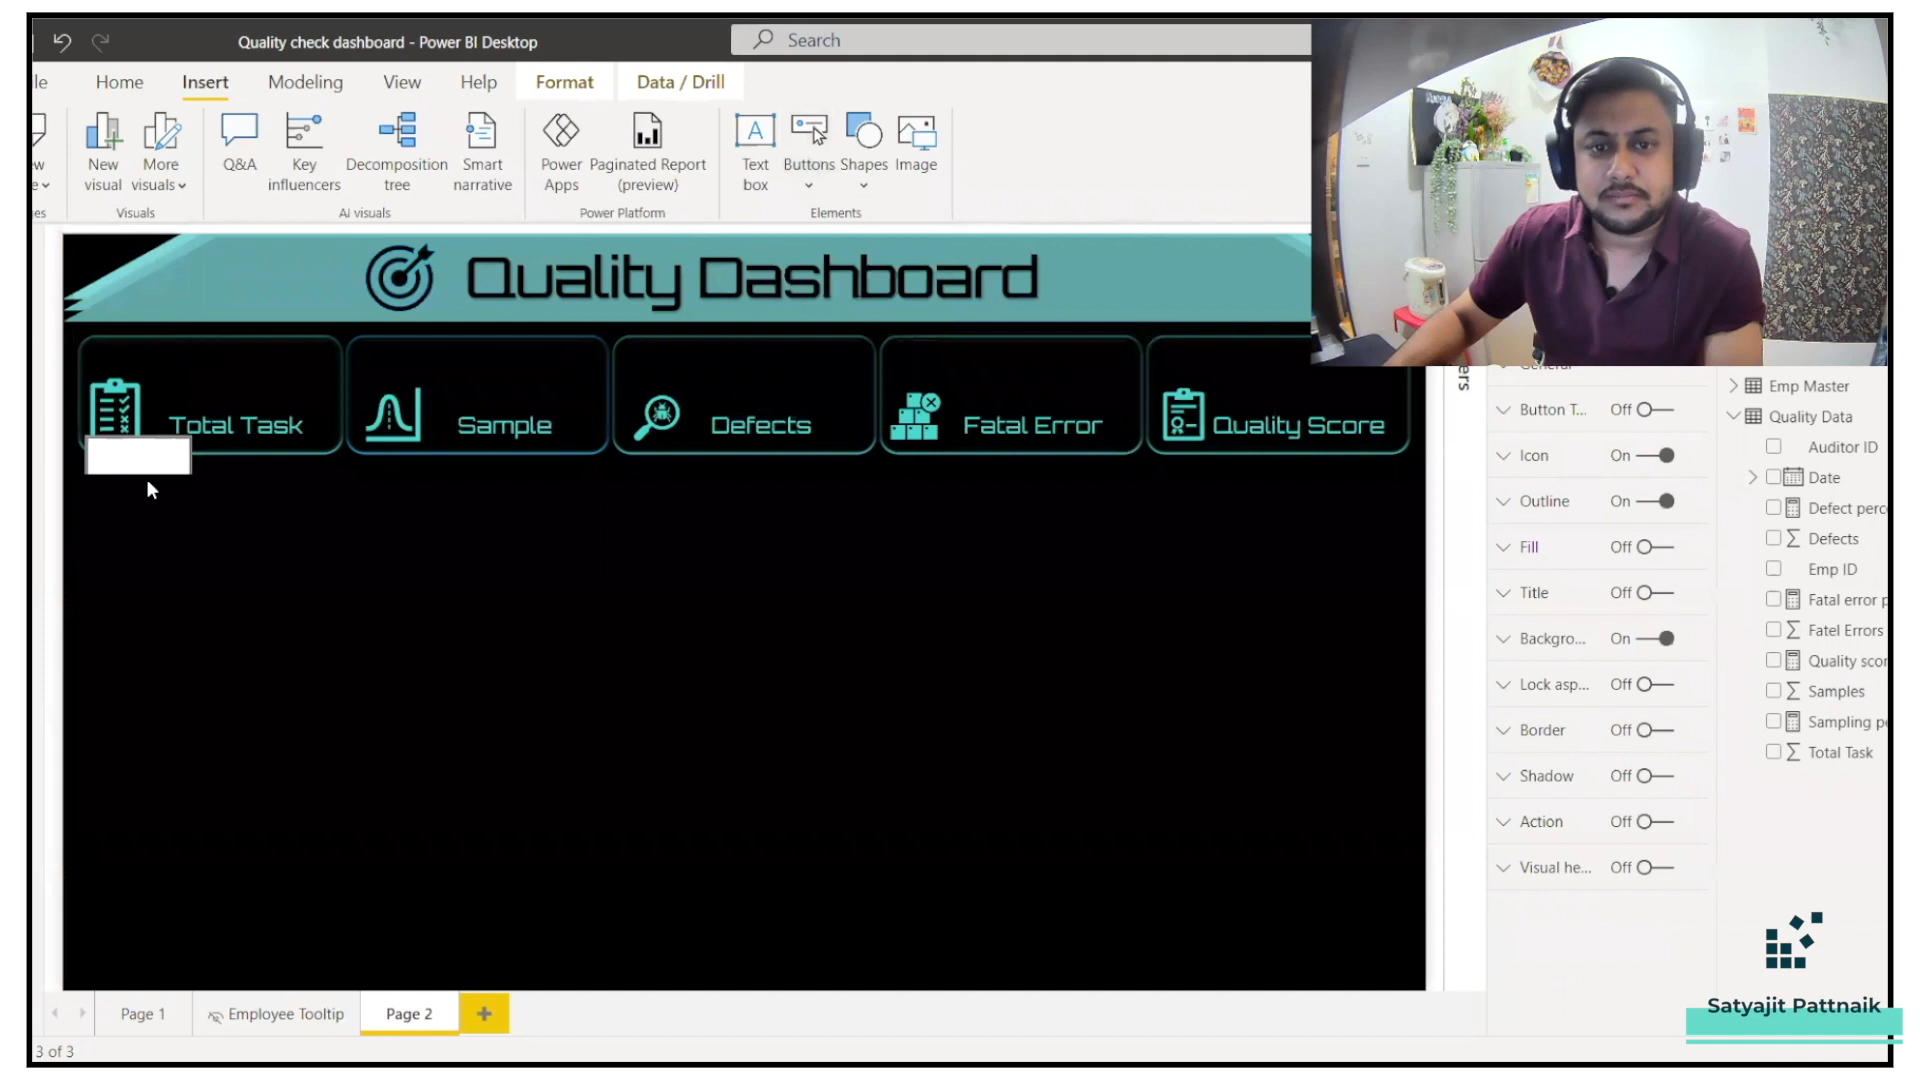 Quality check dashboard - Power BI Desktop
Search
ile
Home
Insert
Modeling
View
Help
Format
Data / Drill
New visual
More visuals
Q&A
Key influencers
Decomposition tree
Smart narrative
Power Apps
Paginated Report (preview)
Text box
Buttons
Shapes
Image
Visuals
AI visuals
Power Platform
Elements
Quality Dashboard
Total Task
Sample
Defects
Fatal Error
Quality Score
ers
General
Button T... Off
Icon On
Outline On
Fill Off
Title Off
Backgro... On
Lock asp... Off
Border Off
Shadow Off
Action Off
Visual he... Off
Emp Master
Quality Data
Auditor ID
Date
Defect perc
Defects
Emp ID
Fatal error p
Fatel Errors
Quality scor
Samples
Sampling pe
Total Task
Satyajit Pattnaik
Page 1
Employee Tooltip
Page 2
3 of 3